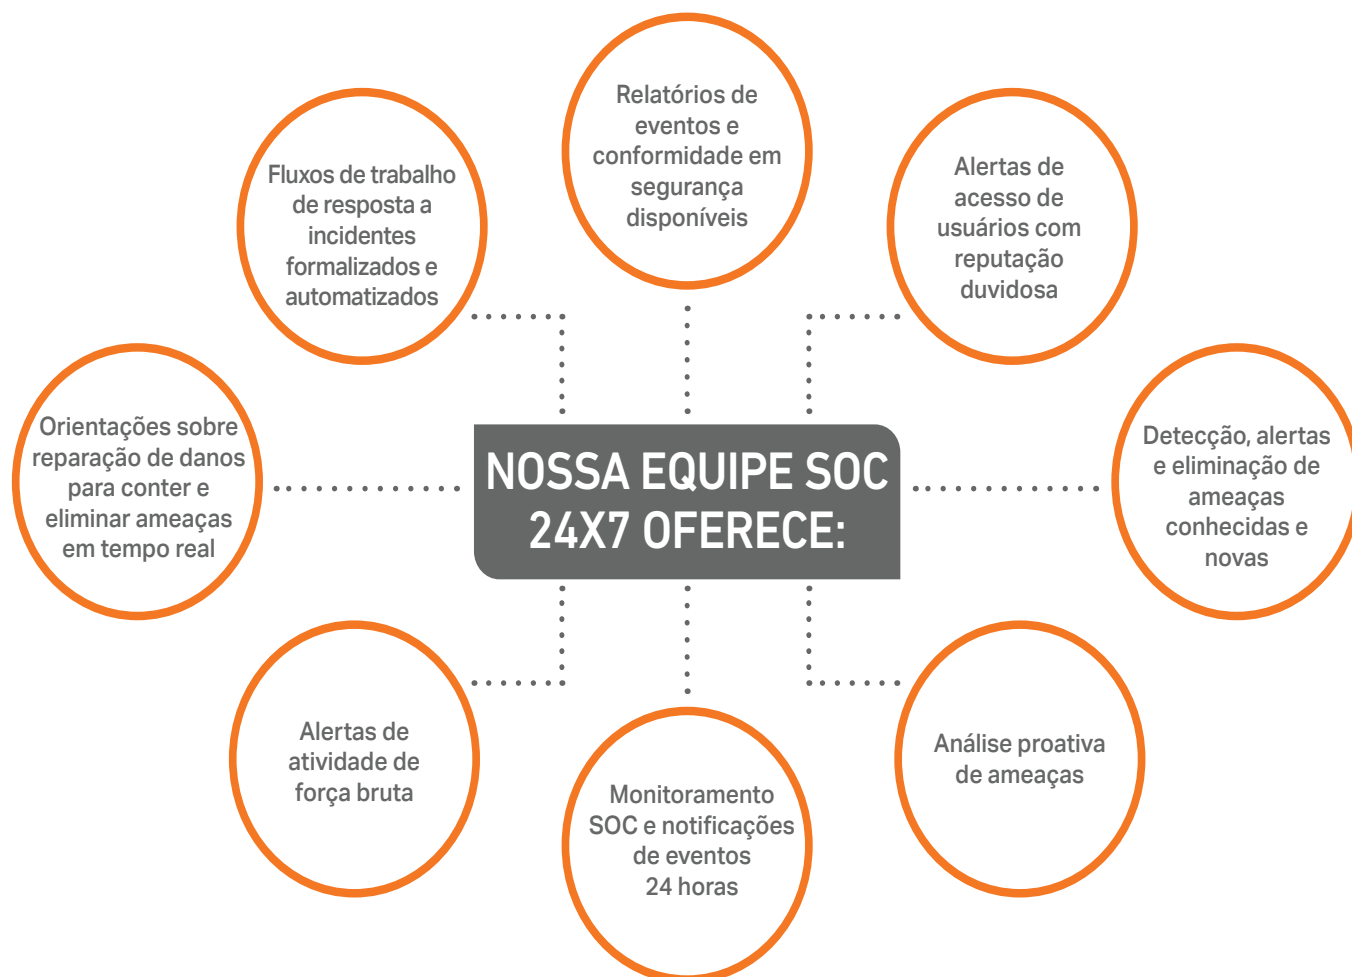 Relatórios de
eventos e
conformidade em
segurança
disponíveis
Fluxos de trabalho
de resposta a
incidentes
formalizados e
automatizados
Alertas de
acesso de
usuários com
reputação
duvidosa
Orientações sobre
reparação de danos
para conter e
eliminar ameaças
em tempo real
NOSSA EQUIPE SOC
24X7 OFERECE:
Detecção, alertas
e eliminação de
ameaças
conhecidas e
novas
Alertas de
atividade de
força bruta
Monitoramento
SOC e notificações
de eventos
24 horas
Análise proativa
de ameaças